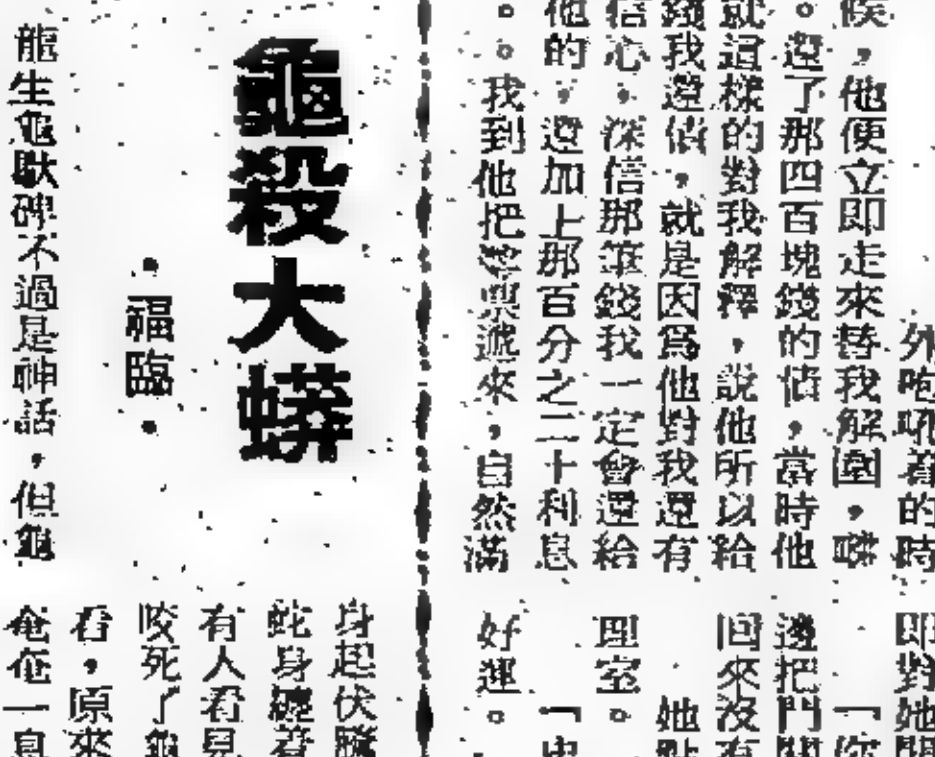 外咆吼着的時
候，他便立即走來替我解圍，
。還了那四百塊錢的債，當時他
就這樣的對我解釋，說他所以給
錢我還債，就是因爲他對我還有
信心，深信那筆錢我一定會還給
他的，還加上那百分之二十利息
。。我到他把
遞來，自然滿
即對她
「你
邊把門
回來沒有
她點
理室。
「
好運。
龜殺大蟒
•福臨•
龍生龜馱碑不過是神話，但龜
身起伏
蛇身纏着
有人看見
咬死了龜
看，原來
奄奄一息